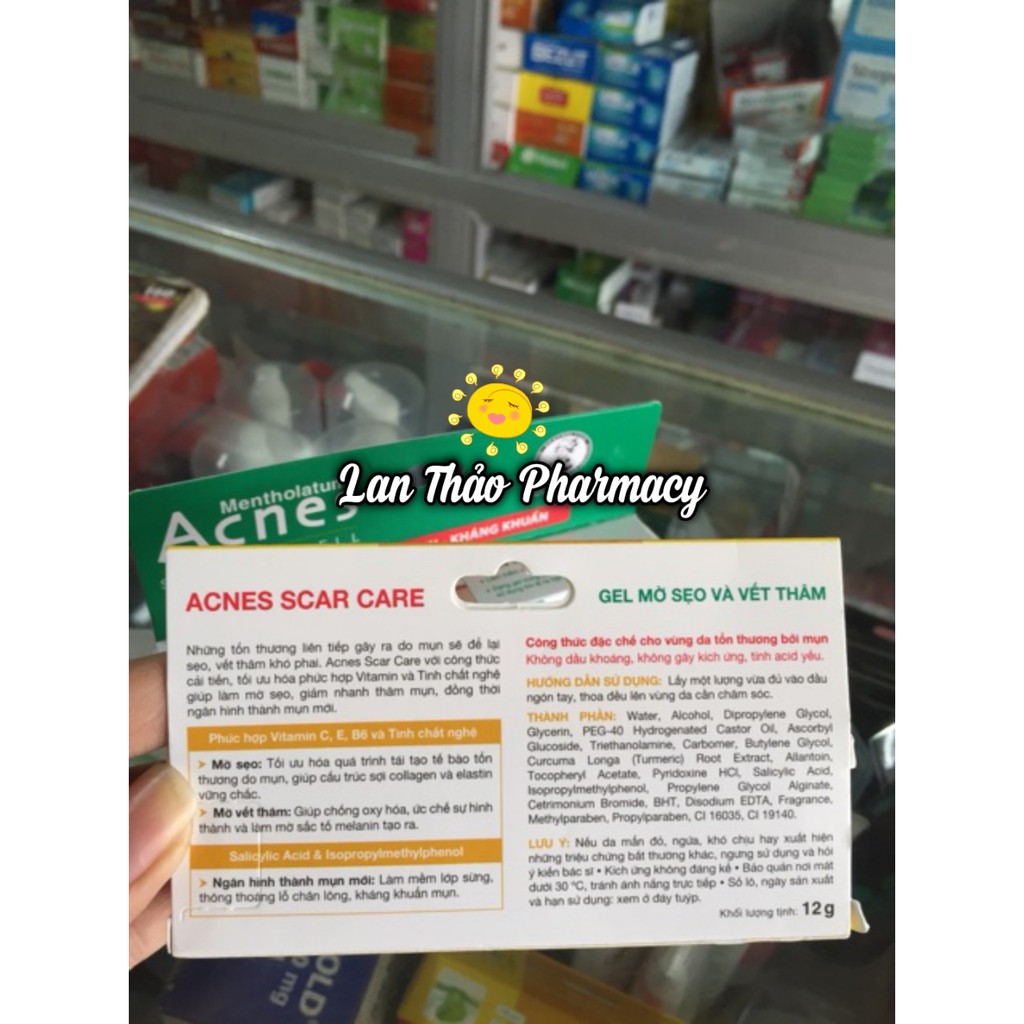 BEZUT
Mentholatum
Acnes
KHÁNG KHUẨN
Lan Thảo Pharmacy
ACNES SCAR CARE
Những tổn thương liên tiếp gây ra do mụn sẽ để lại
sẹo, vết thâm khó phai. Acnes Scar Care với công thức
cải tiến, tối ưu hóa phức hợp Vitamin và Tinh chất nghệ
giúp làm mờ sẹo, giảm nhanh thâm mụn, đồng thời
ngăn hình thành mụn mới.
Phức hợp Vitamin C, E, B6 và Tinh chất nghệ
➤ Mờ sẹo: Tối ưu hóa quá trình tái tạo tế bào tổn
thương do mụn, giúp cấu trúc sợi collagen và elastin
vững chắc.
➤ Mờ vết thâm: Giúp chống oxy hóa, ức chế sự hình
thành và làm mờ sắc tố melanin tạo ra.
Salicylic Acid & Isopropylmethylphenol
➤ Ngăn hình thành mụn mới: Làm mềm lớp sừng,
thông thoáng lỗ chân lông, kháng khuẩn mụn.
GEL MỜ SẸO VÀ VẾT THÂM
Công thức đặc chế cho vùng da tổn thương bởi mụn
Không dầu khoáng, không gây kích ứng, tính acid yếu.
HƯỚNG DẪN SỬ DỤNG: Lấy một lượng vừa đủ vào đầu
ngón tay, thoa đều lên vùng da cần chăm sóc.
THÀNH PHẦN: Water, Alcohol, Dipropylene Glycol,
Glycerin, PEG-40 Hydrogenated Castor Oil, Ascorbyl
Glucoside, Triethanolamine, Carbomer, Butylene Glycol,
Curcuma Longa (Turmeric) Root Extract, Allantoin,
Tocopheryl Acetate, Pyridoxine HCl, Salicylic Acid,
Isopropylmethylphenol, Propylene Glycol Alginate,
Cetrimonium Bromide, BHT, Disodium EDTA, Fragrance,
Methylparaben, Propylparaben, CI 16035, CI 19140.
LƯU Ý: Nếu da mẩn đỏ, ngứa, khó chịu hay xuất hiện
những triệu chứng bất thường khác, ngưng sử dụng và hỏi
ý kiến bác sĩ • Kích ứng không đáng kể • Bảo quản nơi mát
dưới 30 °C, tránh ánh nắng trực tiếp • Số lô, ngày sản xuất
và hạn sử dụng: xem ở đáy tuýp.
Khối lượng tịnh: 12 g
OLD
mg